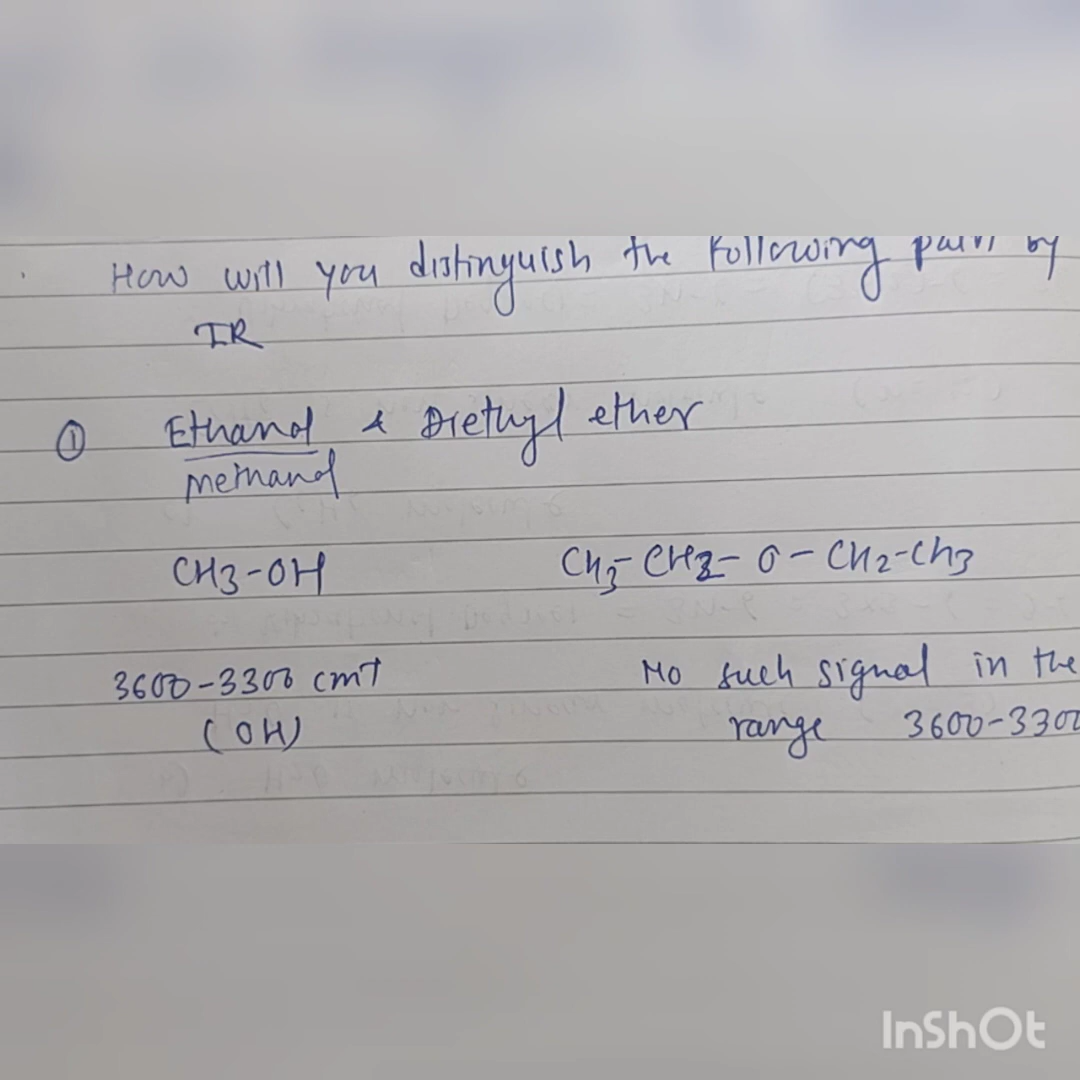 How will you distinguish the following pairs by
IR
① Ethanol & Diethyl ether
methanol
CH3-OH CH3-CH2-O-CH2-CH3
3600-3300 cm-1 No such signal in the
(OH) range 3600-3300
InShOt